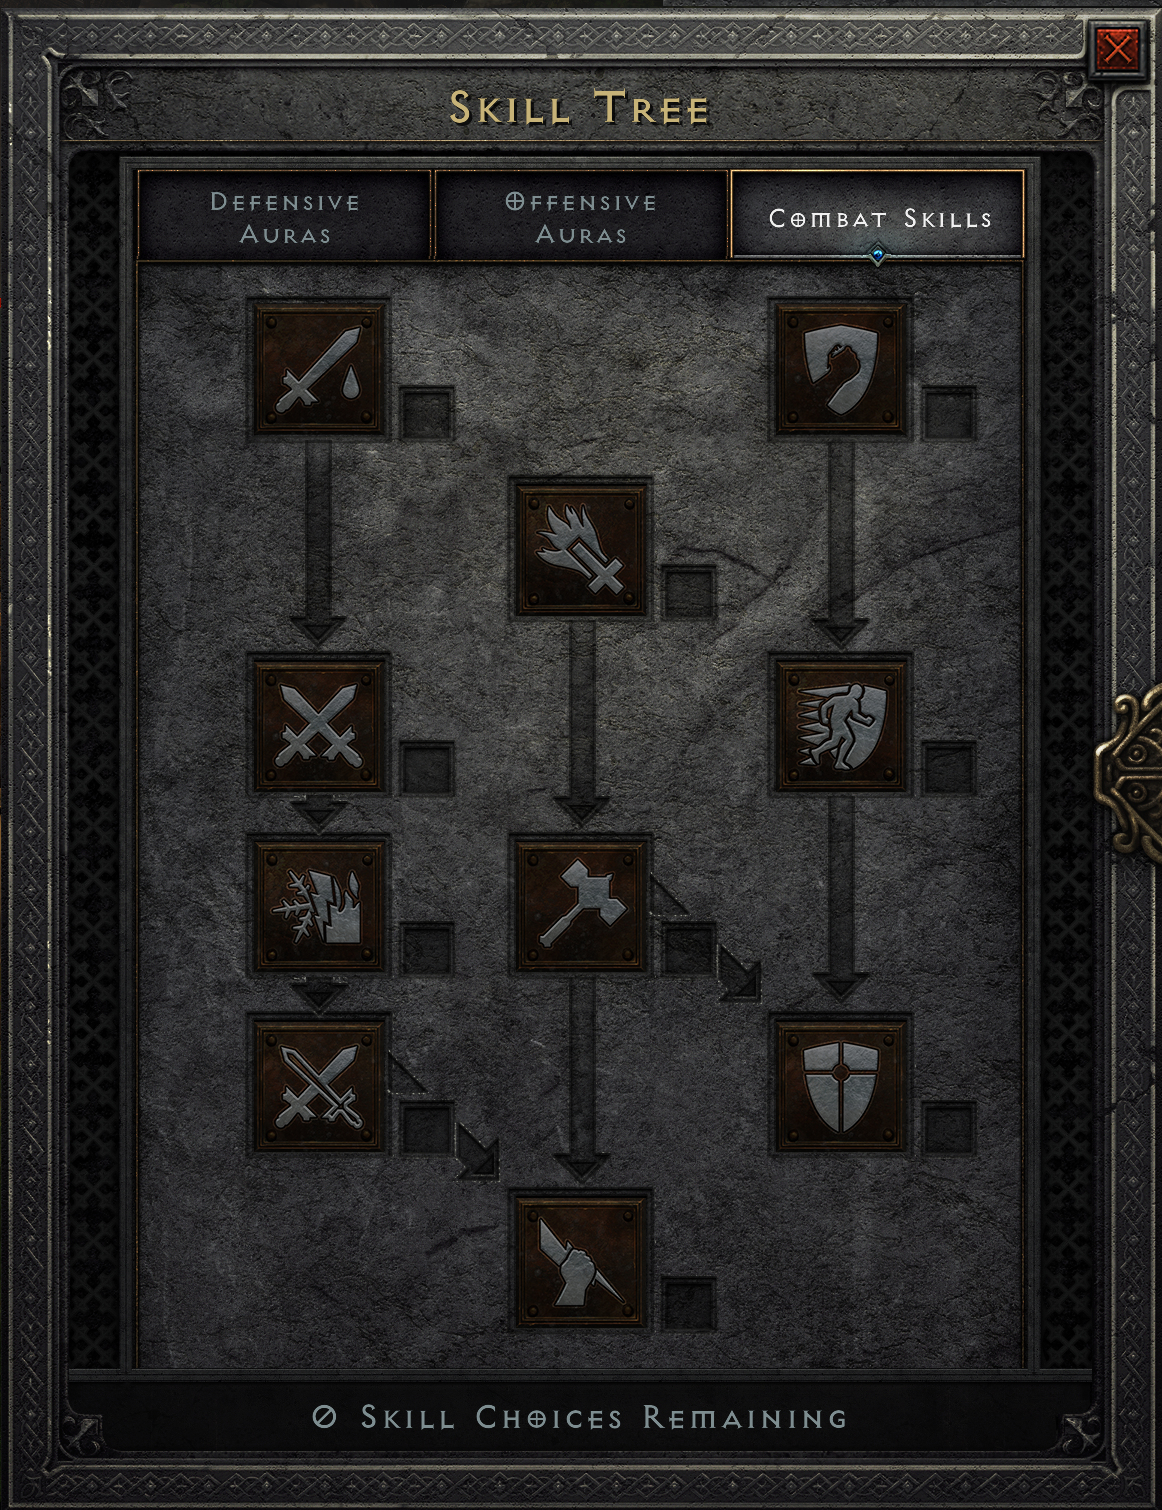 Skill Tree
Defensive
Auras
Offensive
Auras
Combat Skills
0 Skill Choices Remaining